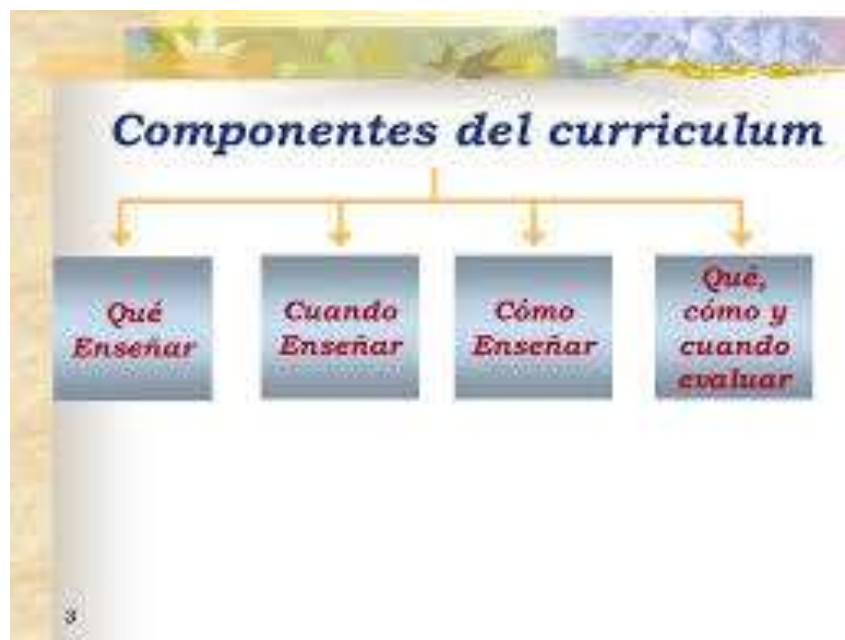 Componentes del curriculum
Qué
Enseñar
Cuando
Enseñar
Cómo
Enseñar
Qué,
cómo y
cuando
evaluar
3